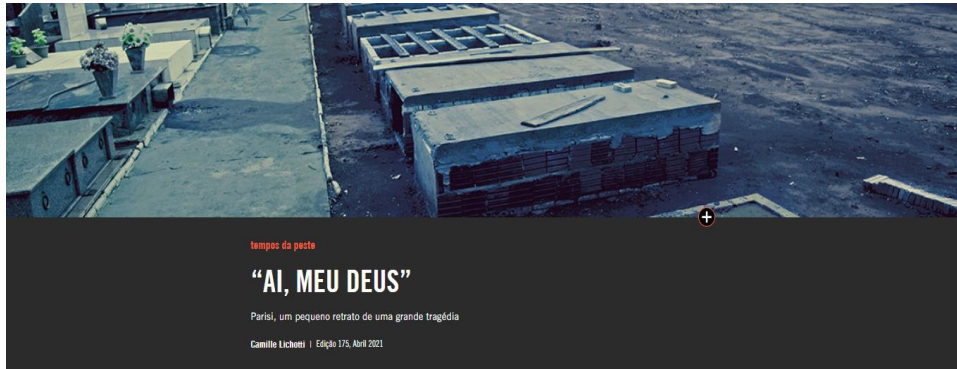 tempos da peste
“AI, MEU DEUS”
Parisi, um pequeno retrato de uma grande tragédia
Camille Lichotti | Edição 175, Abril 2021